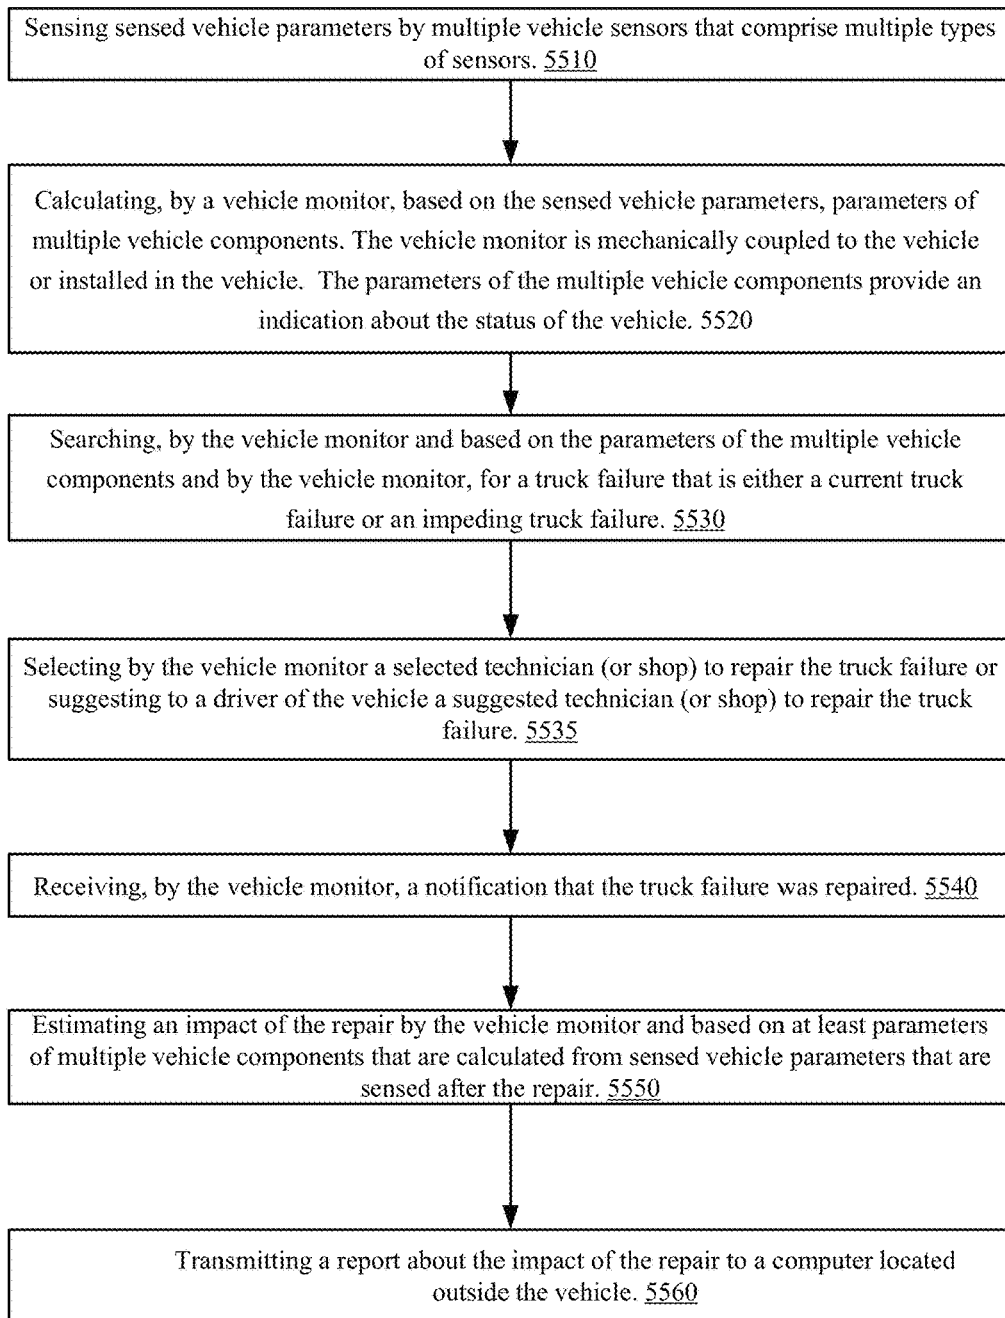 Sensing sensed vehicle parameters by multiple vehicle sensors that comprise multiple types
of sensors. 5510
Calculating, by a vehicle monitor, based on the sensed vehicle parameters, parameters of
multiple vehicle components. The vehicle monitor is mechanically coupled to the vehicle
or installed in the vehicle. The parameters of the multiple vehicle components provide an
indication about the status of the vehicle. 5520
Searching, by the vehicle monitor and based on the parameters of the multiple vehicle
components and by the vehicle monitor, for a truck failure that is either a current truck
failure or an impeding truck failure. 5530
Selecting by the vehicle monitor a selected technician (or shop) to repair the truck failure or
suggesting to a driver of the vehicle a suggested technician (or shop) to repair the truck
failure. 5535
Receiving, by the vehicle monitor, a notification that the truck failure was repaired. 5540
Estimating an impact of the repair by the vehicle monitor and based on at least parameters
of multiple vehicle components that are calculated from sensed vehicle parameters that are
sensed after the repair. 5550
Transmitting a report about the impact of the repair to a computer located
outside the vehicle. 5560